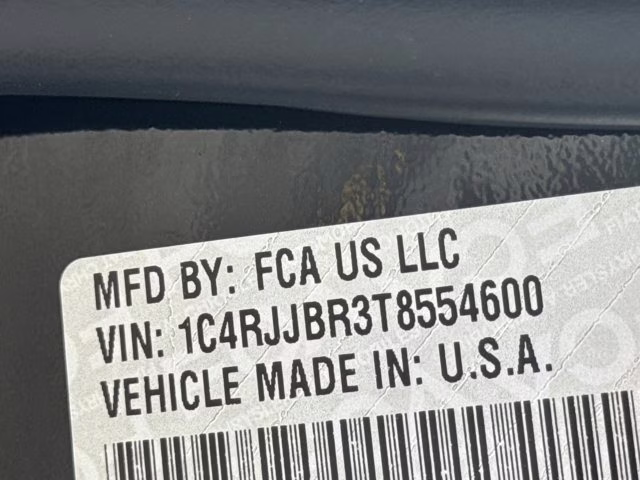 MFD BY: FCA US LLC
VIN: 1C4RJJBR3T8554600
VEHICLE MADE IN: U.S.A.